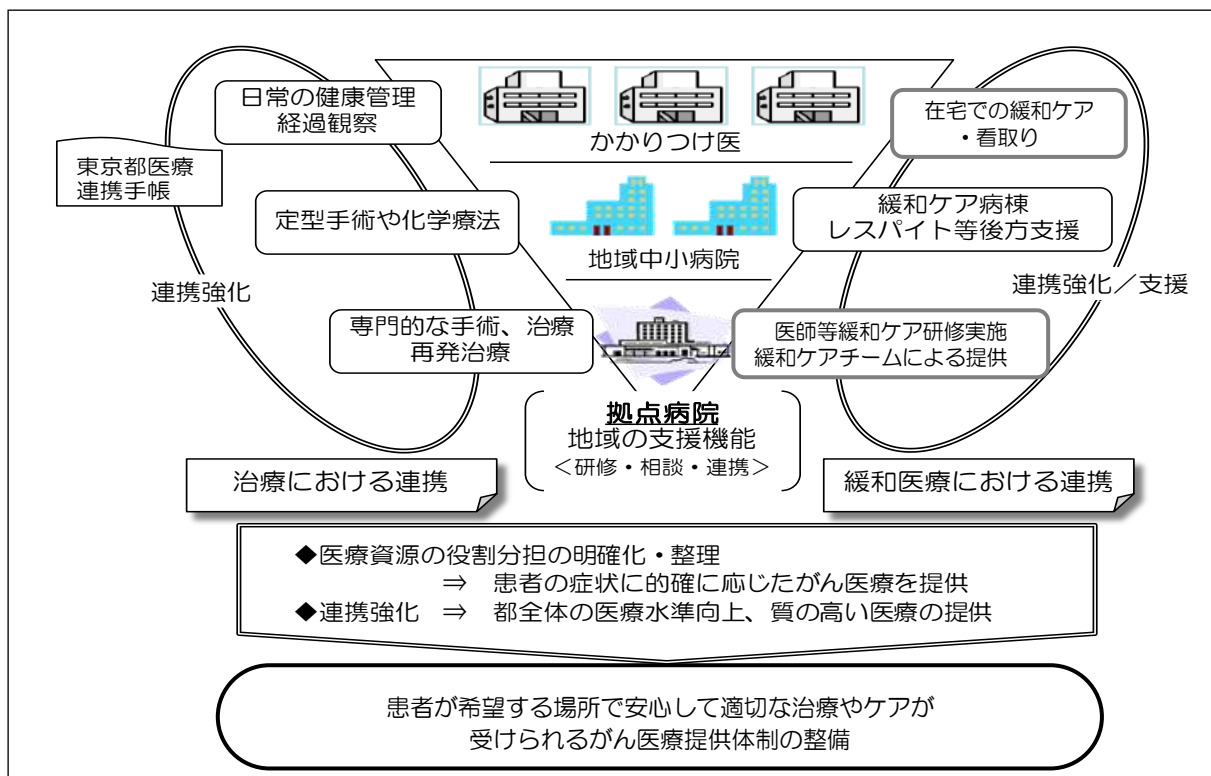 日常の健康管理
経過観察
東京都医療
連携手帳
定型手術や化学療法
連携強化
専門的な手術、治療
再発治療
かかりつけ医
地域中小病院
拠点病院
地域の支援機能
＜研修・相談・連携＞
在宅での緩和ケア
・看取り
緩和ケア病棟
レスパイト等後方支援
連携強化／支援
医師等緩和ケア研修実施
緩和ケアチームによる提供
治療における連携
緩和医療における連携
◆医療資源の役割分担の明確化・整理
⇒　患者の症状に的確に応じたがん医療を提供
◆連携強化　⇒　都全体の医療水準向上、質の高い医療の提供
患者が希望する場所で安心して適切な治療やケアが
受けられるがん医療提供体制の整備